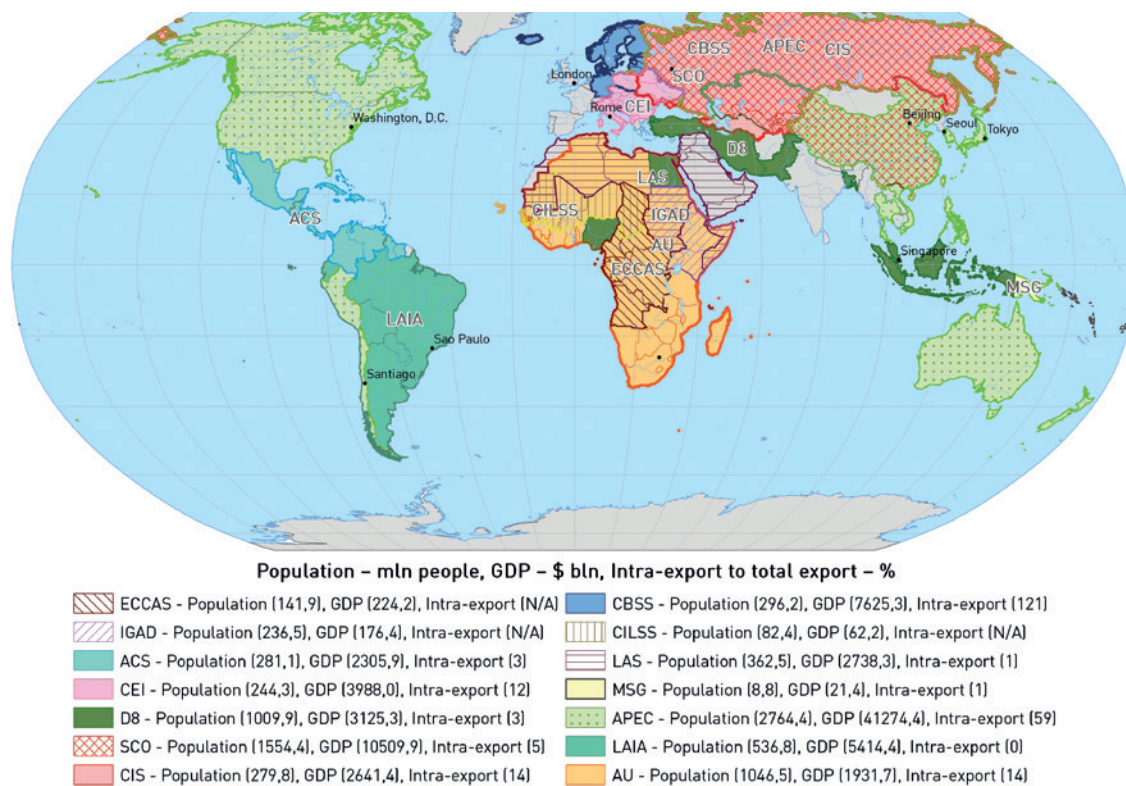 CBSS
APEC
CIS
SCO
London
CEI
Rome
Washington, D.C.
Beijing
Seoul
Tokyo
D8
LAS
ACS
CILSS
IGAD
AU
ECCAS
Singapore
MSG
LAIA
Sao Paulo
Santiago
Population – mln people, GDP – $ bln, Intra-export to total export – %
ECCAS - Population (141,9), GDP (224,2), Intra-export (N/A)
IGAD - Population (236,5), GDP (176,4), Intra-export (N/A)
ACS - Population (281,1), GDP (2305,9), Intra-export (3)
CEI - Population (244,3), GDP (3988,0), Intra-export (12)
D8 - Population (1009,9), GDP (3125,3), Intra-export (3)
SCO - Population (1554,4), GDP (10509,9), Intra-export (5)
CIS - Population (279,8), GDP (2641,4), Intra-export (14)
CBSS - Population (296,2), GDP (7625,3), Intra-export (121)
CILSS - Population (82,4), GDP (62,2), Intra-export (N/A)
LAS - Population (362,5), GDP (2738,3), Intra-export (1)
MSG - Population (8,8), GDP (21,4), Intra-export (1)
APEC - Population (2764,4), GDP (41274,4), Intra-export (59)
LAIA - Population (536,8), GDP (5414,4), Intra-export (0)
AU - Population (1046,5), GDP (1931,7), Intra-export (14)